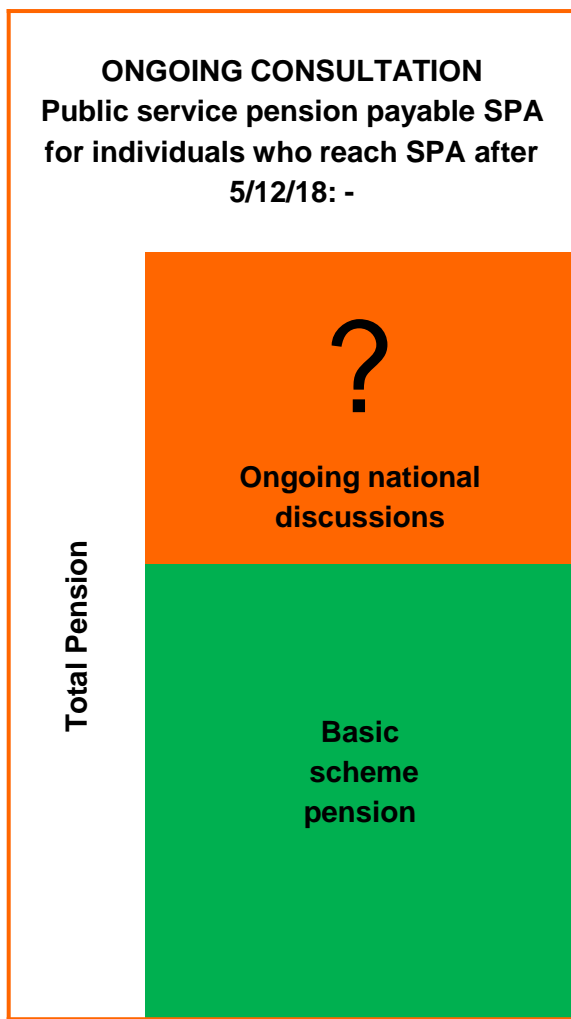 ONGOING CONSULTATION
Public service pension payable SPA
for individuals who reach SPA after
5/12/18: -
?
Ongoing national
discussions
Total Pension
Basic
scheme
pension